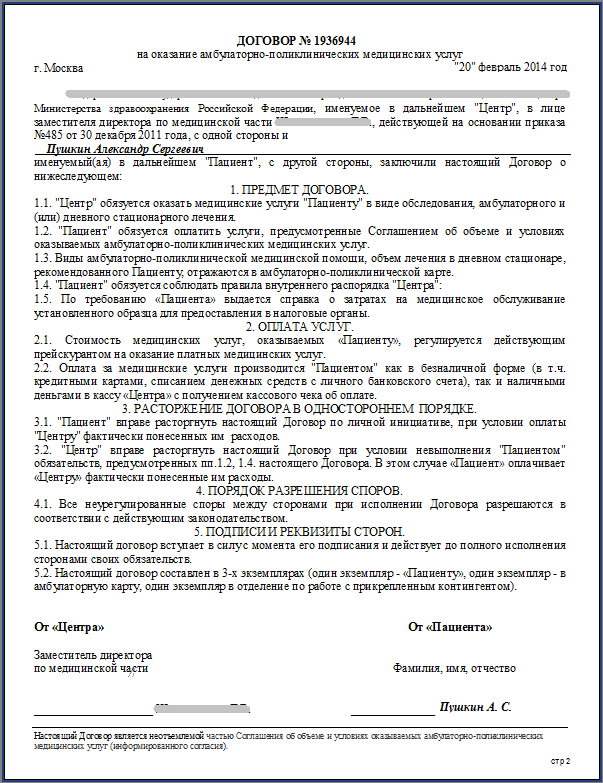 ДОГОВОР № 1936944
на оказание амбулаторно-поликлинических медицинских услуг
г. Москва "20" февраль 2014 год
Министерства здравоохранения Российской Федерации, именуемое в дальнейшем "Центр", в лице
заместителя директора по медицинской части , действующей на основании приказа
№485 от 30 декабря 2011 года, с одной стороны и
Пушкин Александр Сергеевич
именуемый(ая) в дальнейшем "Пациент", с другой стороны, заключили настоящий Договор о
нижеследующем:
1. ПРЕДМЕТ ДОГОВОРА.
1.1. "Центр" обязуется оказать медицинские услуги "Пациенту" в виде обследования, амбулаторного и
(или) дневного стационарного лечения.
1.2. "Пациент" обязуется оплатить услуги, предусмотренные Соглашением об объеме и условиях
оказываемых амбулаторно-поликлинических медицинских услуг.
1.3. Виды амбулаторно-поликлинической медицинской помощи, объем лечения в дневном стационаре,
рекомендованного Пациенту, отражаются в амбулаторно-поликлинической карте.
1.4. "Пациент" обязуется соблюдать правила внутреннего распорядка "Центра":
1.5. По требованию «Пациента» выдается справка о затратах на медицинское обслуживание
установленного образца для предоставления в налоговые органы.
2. ОПЛАТА УСЛУГ.
2.1. Стоимость медицинских услуг, оказываемых «Пациенту», регулируется действующим
прейскурантом на оказание платных медицинских услуг.
2.2. Оплата за медицинские услуги производится "Пациентом" как в безналичной форме (в т.ч.
кредитными картами, списанием денежных средств с личного банковского счета), так и наличными
деньгами в кассу «Центра» с получением кассового чека об оплате.
3. РАСТОРЖЕНИЕ ДОГОВОРА В ОДНОСТОРОННЕМ ПОРЯДКЕ.
3.1. "Пациент" вправе расторгнуть настоящий Договор по личной инициативе, при условии оплаты
"Центру" фактически понесенных им расходов.
3.2. "Центр" вправе расторгнуть настоящий Договор при условии невыполнения "Пациентом"
обязательств, предусмотренных пп.1.2, 1.4. настоящего Договора. В этом случае «Пациент» оплачивает
«Центру» фактически понесенные им расходы.
4. ПОРЯДОК РАЗРЕШЕНИЯ СПОРОВ.
4.1. Все неурегулированные споры между сторонами при исполнении Договора разрешаются в
соответствии с действующим законодательством.
5. ПОДПИСИ И РЕКВИЗИТЫ СТОРОН.
5.1. Настоящий договор вступает в силу с момента его подписания и действует до полного исполнения
сторонами своих обязательств.
5.2. Настоящий договор составлен в 3-х экземплярах (один экземпляр - «Пациенту», один экземпляр - в
амбулаторную карту, один экземпляр в отделение по работе с прикрепленным контингентом).
От «Центра» От «Пациента»
Заместитель директора
по медицинской части Фамилия, имя, отчество
Пушкин А. С.
Настоящий Договор является неотъемлемой частью Соглашения об объеме и условиях оказываемых амбулаторно-поликлинических
медицинских услуг (информированного согласия).
стр 2